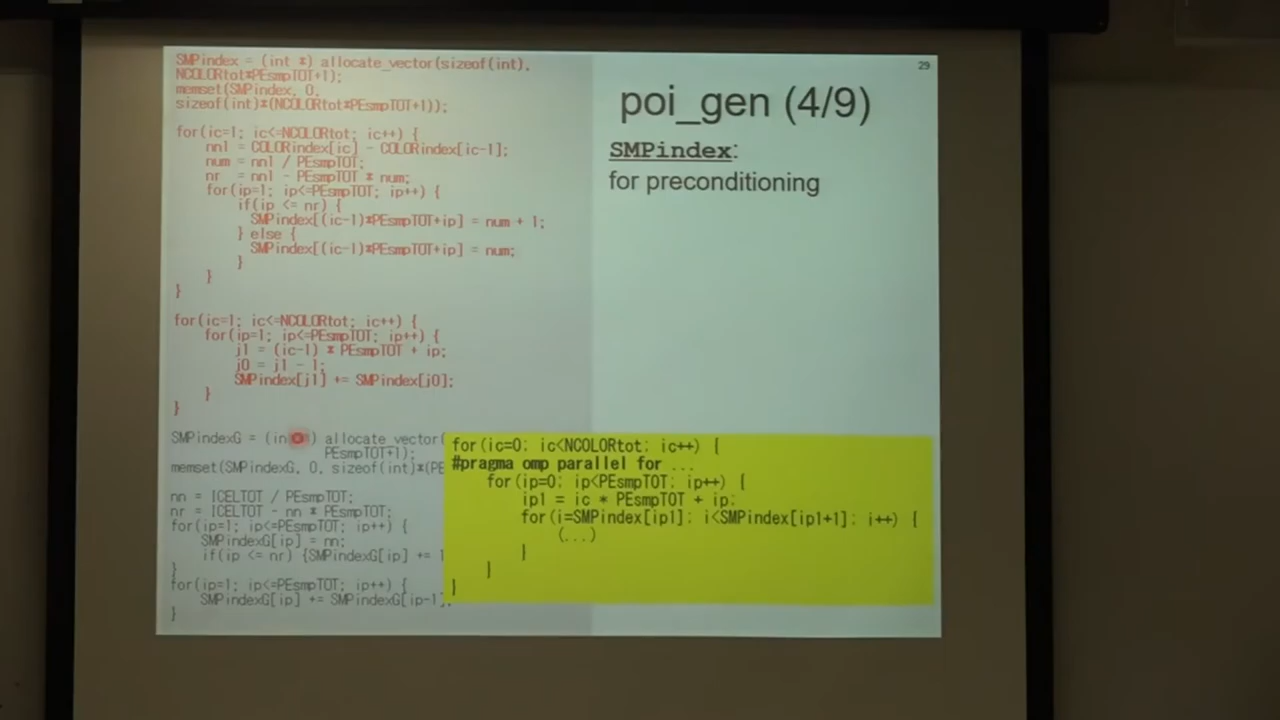 29
poi_gen (4/9)
SMPindex:
for preconditioning
SMPindex = (int *) allocate_vector(sizeof(int),
NCOLORtot*PEsmpTOT+1);
memset(SMPindex, 0,
sizeof(int)*(NCOLORtot*PEsmpTOT+1));
for(ic=1; ic<=NCOLORtot; ic++) {
nn1 = COLORindex[ic] - COLORindex[ic-1];
num = nn1 / PEsmpTOT;
nr = nn1 - PEsmpTOT * num;
for(ip=1; ip<=PEsmpTOT; ip++) {
if(ip <= nr) {
SMPindex[(ic-1)*PEsmpTOT+ip] = num + 1;
} else {
SMPindex[(ic-1)*PEsmpTOT+ip] = num;
}
}
}
for(ic=1; ic<=NCOLORtot; ic++) {
for(ip=1; ip<=PEsmpTOT; ip++) {
j1 = (ic-1) * PEsmpTOT + ip;
j0 = j1 - 1;
SMPindex[j1] += SMPindex[j0];
}
}
SMPindexG = (in ) allocate_vector(
PEsmpTOT+1);
memset(SMPindexG, 0, sizeof(int)*(PE
nn = ICELTOT / PEsmpTOT;
nr = ICELTOT - nn * PEsmpTOT;
for(ip=1; ip<=PEsmpTOT; ip++) {
SMPindexG[ip] = nn;
if(ip <= nr) {SMPindexG[ip] += 1
}
for(ip=1; ip<=PEsmpTOT; ip++) {
SMPindexG[ip] += SMPindexG[ip-1];
}
for(ic=0; ic<NCOLORtot; ic++) {
#pragma omp parallel for ...
for(ip=0; ip<PEsmpTOT; ip++) {
ip1 = ic * PEsmpTOT + ip;
for(i=SMPindex[ip1]; i<SMPindex[ip1+1]; i++) {
(...)
}
}
}